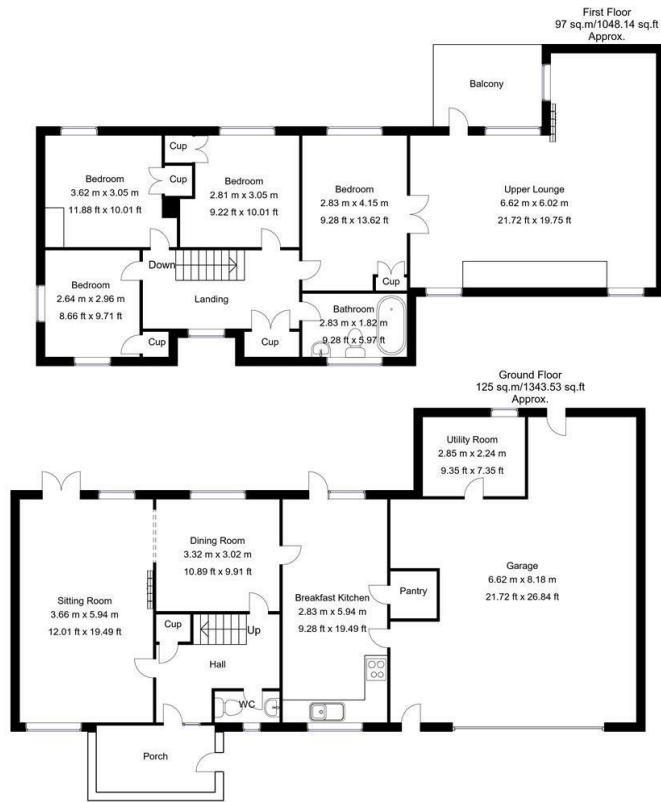 First Floor
97 sq.m/1048.14 sq.ft
Approx.
Balcony
Cup
Bedroom
3.62 m x 3.05 m
11.88 ft x 10.01 ft
Cup
Bedroom
2.81 m x 3.05 m
9.22 ft x 10.01 ft
Bedroom
2.83 m x 4.15 m
9.28 ft x 13.62 ft
Upper Lounge
6.62 m x 6.02 m
21.72 ft x 19.75 ft
Down
Bedroom
2.64 m x 2.96 m
8.66 ft x 9.71 ft
Landing
Cup
Bathroom
2.83 m x 1.82 m
9.28 ft x 5.97 ft
Cup
Cup
Ground Floor
125 sq.m/1343.53 sq.ft
Approx.
Utility Room
2.85 m x 2.24 m
9.35 ft x 7.35 ft
Dining Room
3.32 m x 3.02 m
10.89 ft x 9.91 ft
Sitting Room
3.66 m x 5.94 m
12.01 ft x 19.49 ft
Breakfast Kitchen
2.83 m x 5.94 m
9.28 ft x 19.49 ft
Pantry
Garage
6.62 m x 8.18 m
21.72 ft x 26.84 ft
Cup
Up
Hall
WC
Porch